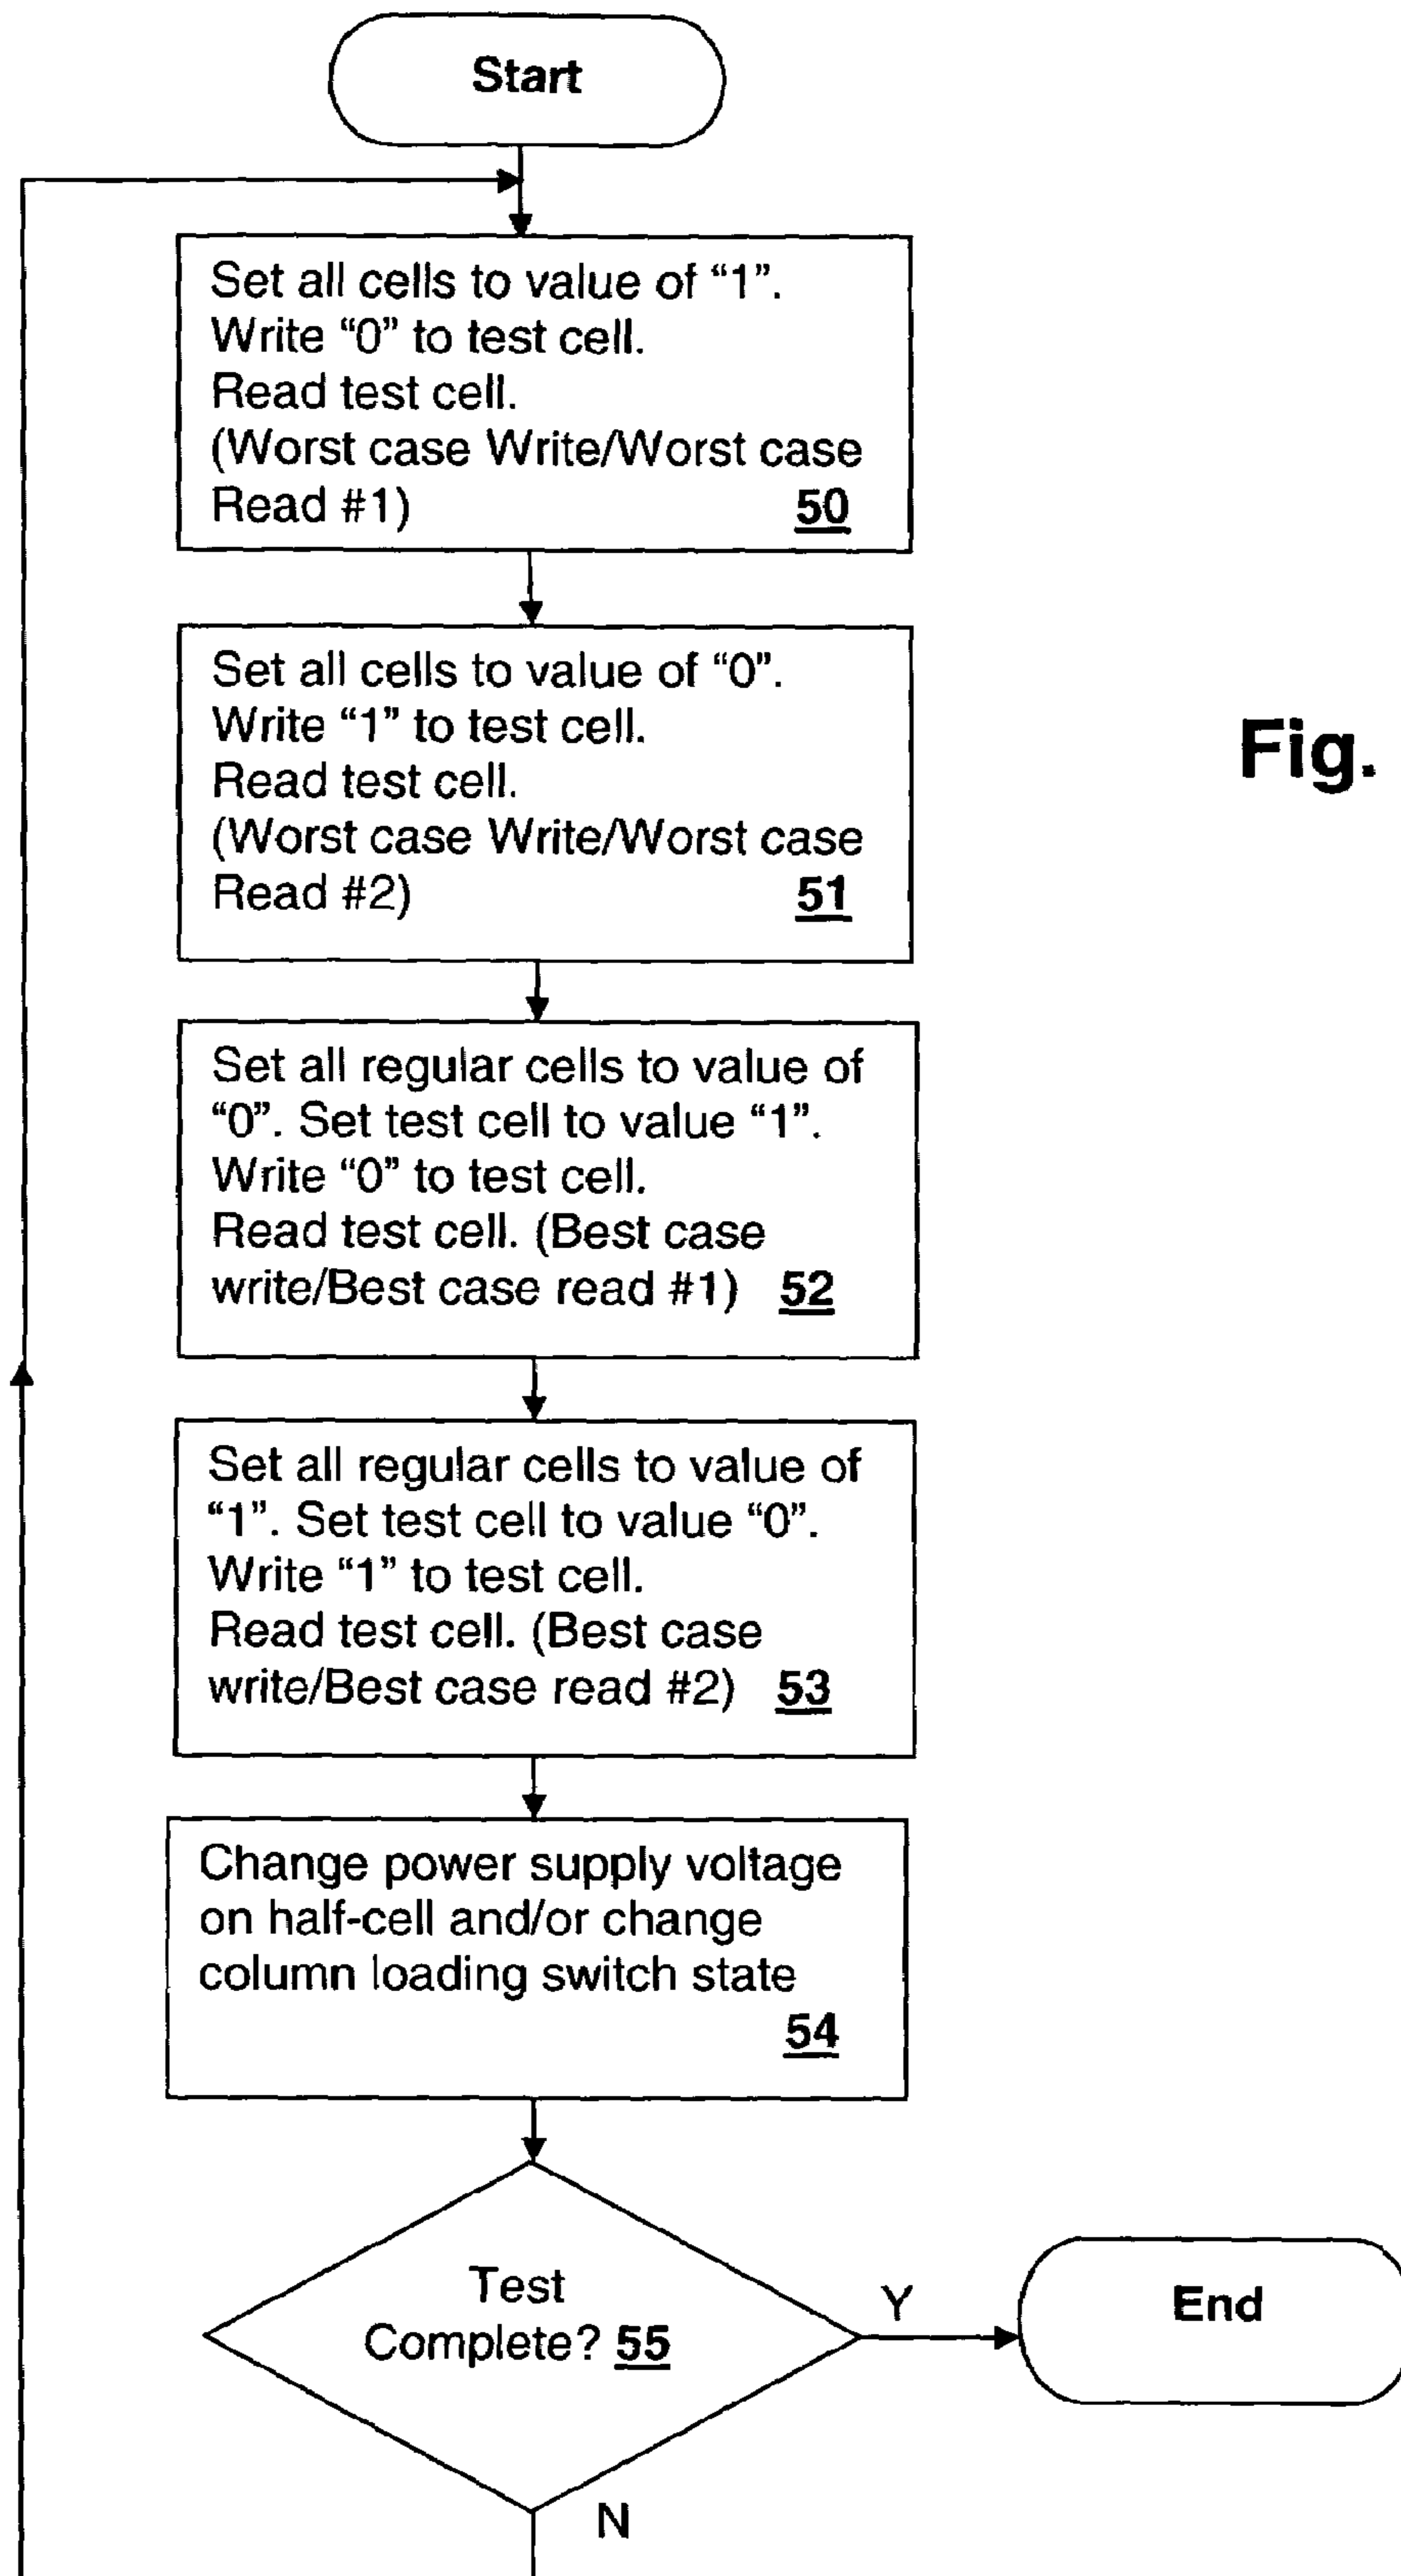 Start
Set all cells to value of “1”.
Write “0” to test cell.
Read test cell.
(Worst case Write/Worst case
Read #1) 50
Set all cells to value of “0”.
Write “1” to test cell.
Read test cell.
(Worst case Write/Worst case
Read #2) 51
Fig.
Set all regular cells to value of
“0”. Set test cell to value “1”.
Write “0” to test cell.
Read test cell. (Best case
write/Best case read #1) 52
Set all regular cells to value of
“1”. Set test cell to value “0”.
Write “1” to test cell.
Read test cell. (Best case
write/Best case read #2) 53
Change power supply voltage
on half-cell and/or change
column loading switch state
54
Test
Complete? 55
Y
End
N